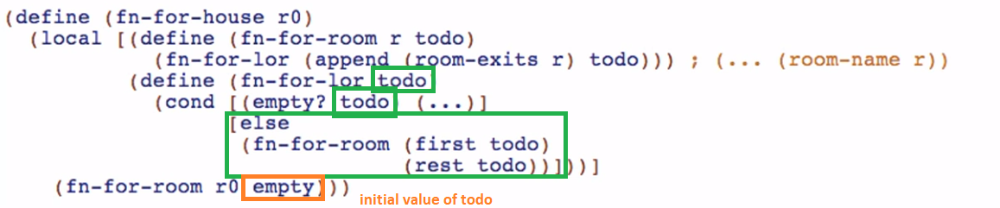 (define (fn-for-house r0)
(local [(define (fn-for-room r todo)
(fn-for-lor (append (room-exits r) todo))) ; (... (room-name r))
(define (fn-for-lor todo)
(cond [(empty? todo) (...)]
[else
(fn-for-room (first todo)
(rest todo))]))]
(fn-for-room r0 empty)))
initial value of todo